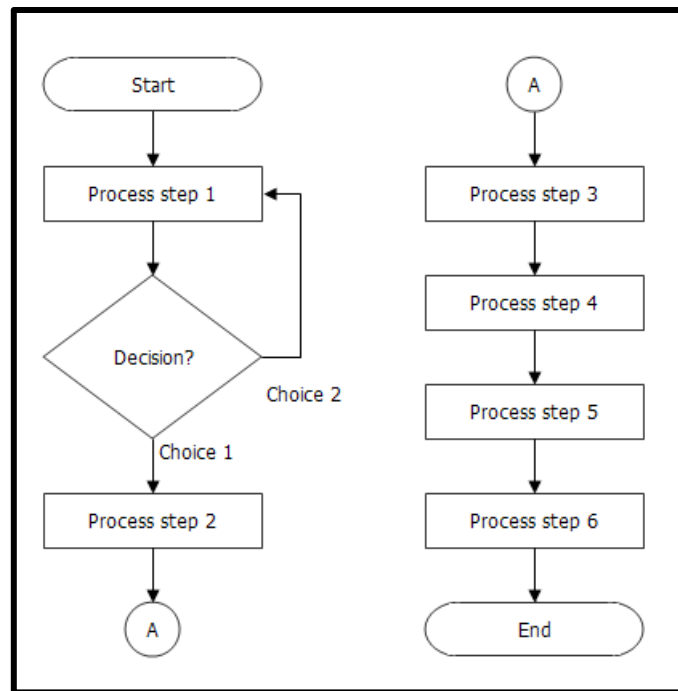 Start
Process step 1
Decision?
Choice 2
Choice 1
Process step 2
A
A
Process step 3
Process step 4
Process step 5
Process step 6
End